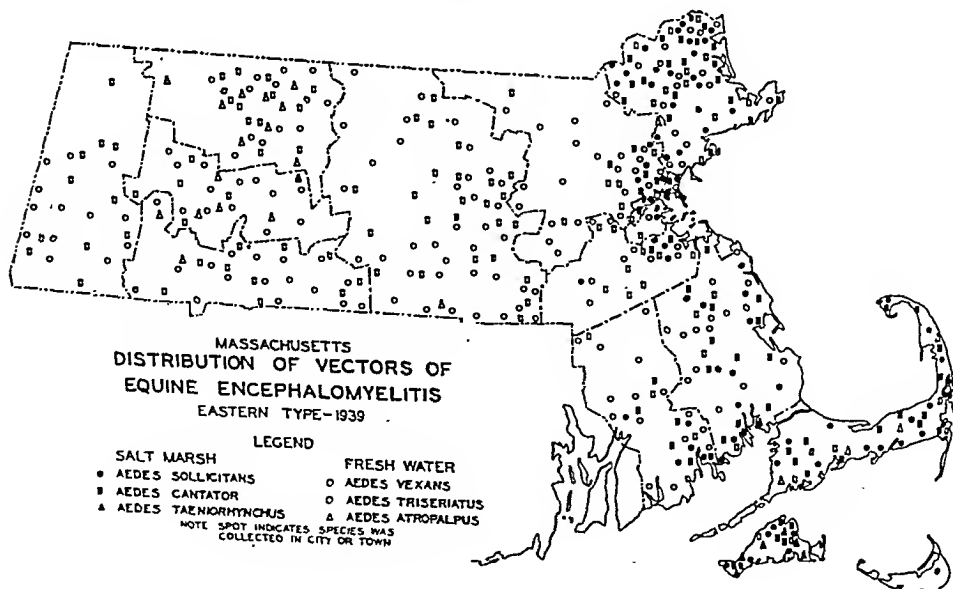 MASSACHUSETTS
DISTRIBUTION OF VECTORS OF
EQUINE ENCEPHALOMYELITIS
EASTERN TYPE-1939
LEGEND
SALT MARSH
● AEDES SOLLICITANS
■ AEDES CANTATOR
▲ AEDES TAENIORHYNCHUS
FRESH WATER
○ AEDES VEXANS
○ AEDES TRISERIATUS
△ AEDES ATROPALPUS
NOTE SPOT INDICATES SPECIES WAS
COLLECTED IN CITY OR TOWN